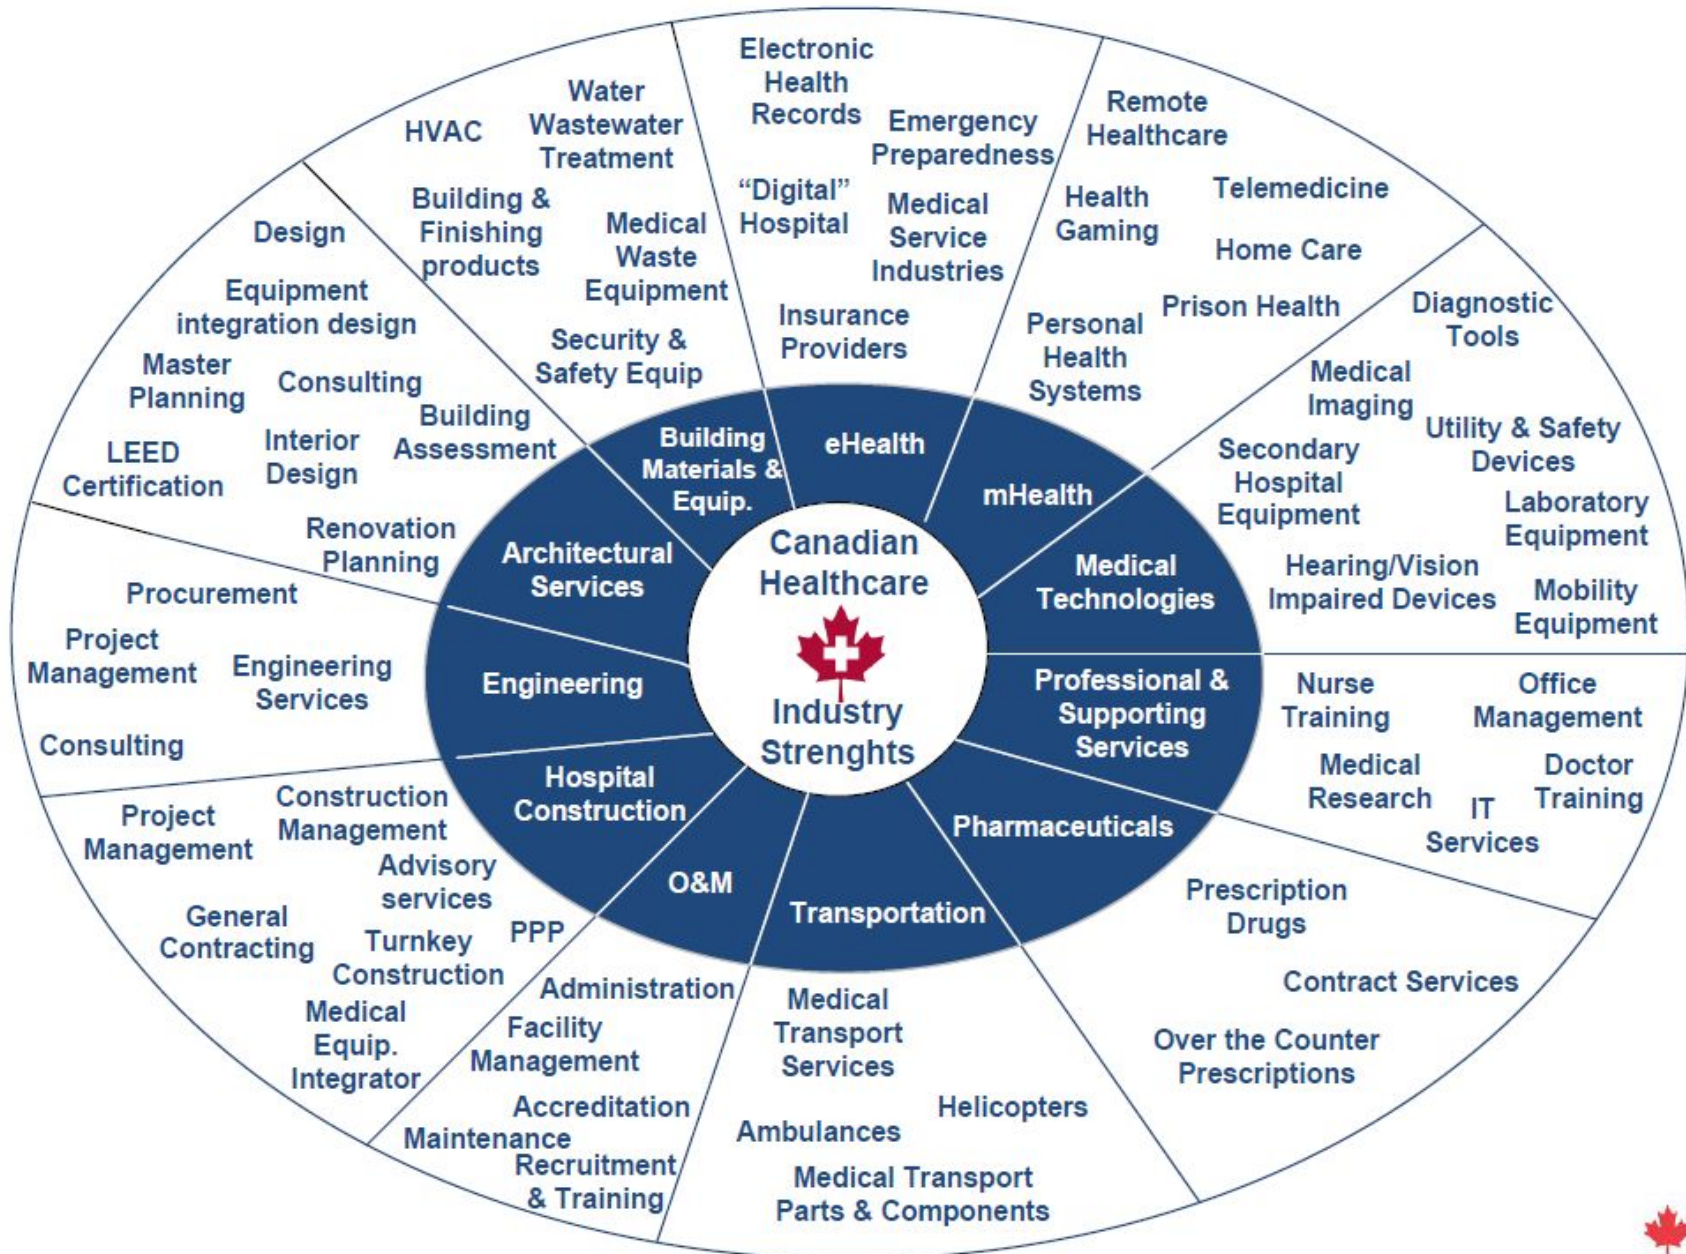 Canadian
Healthcare
Industry
Strenghts
eHealth
Electronic
Health
Records
Emergency
Preparedness
“Digital”
Hospital
Medical
Service
Industries
Insurance
Providers
mHealth
Remote
Healthcare
Telemedicine
Health
Gaming
Home Care
Prison Health
Personal
Health
Systems
Medical
Technologies
Diagnostic
Tools
Medical
Imaging
Utility & Safety
Devices
Secondary
Hospital
Equipment
Laboratory
Equipment
Hearing/Vision
Impaired Devices
Mobility
Equipment
Professional &
Supporting
Services
Nurse
Training
Office
Management
Medical
Research
IT
Services
Doctor
Training
Pharmaceuticals
Prescription
Drugs
Contract Services
Over the Counter
Prescriptions
Transportation
Medical
Transport
Services
Helicopters
Ambulances
Medical Transport
Parts & Components
O&M
Administration
Facility
Management
Accreditation
Maintenance
Recruitment
& Training
Hospital
Construction
Project
Management
Construction
Management
Advisory
services
General
Contracting
Turnkey
Construction
PPP
Medical
Equip.
Integrator
Engineering
Procurement
Project
Management
Engineering
Services
Consulting
Architectural
Services
Design
Equipment
integration design
Master
Planning
Consulting
Building
Assessment
LEED
Certification
Interior
Design
Renovation
Planning
Building
Materials &
Equip.
HVAC
Water
Wastewater
Treatment
Building &
Finishing
products
Medical
Waste
Equipment
Security &
Safety Equip